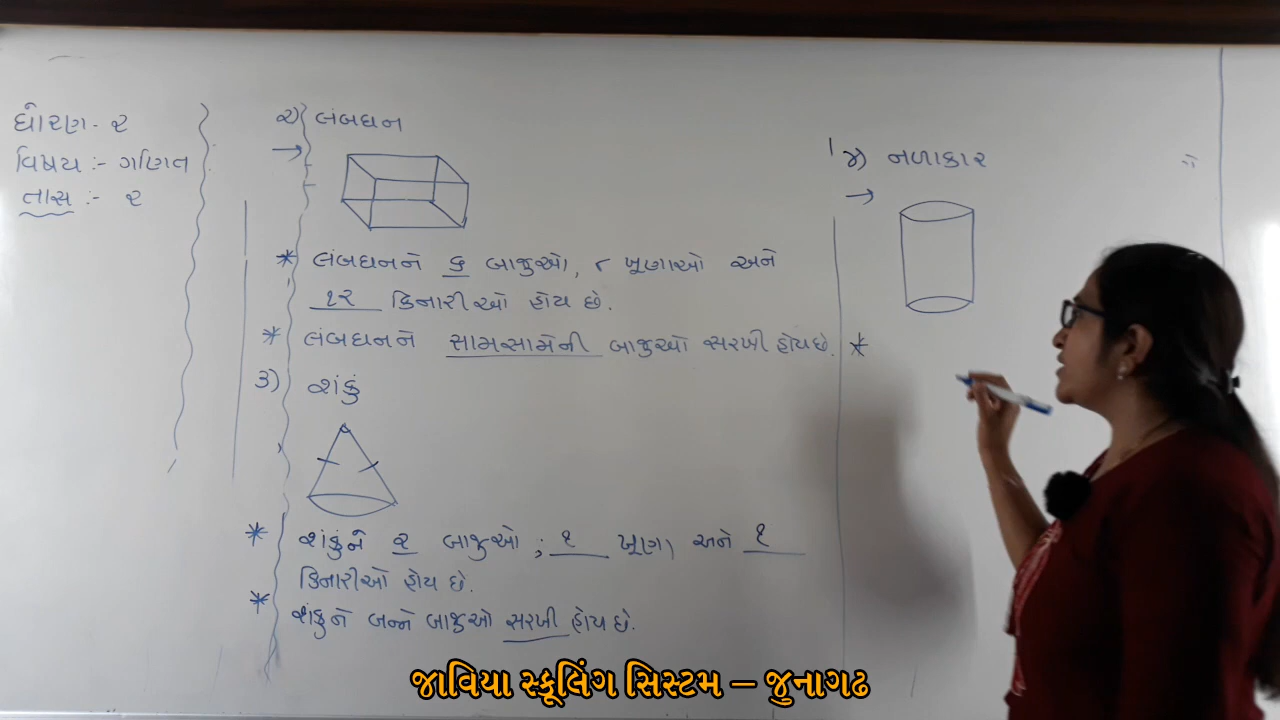 ધોરણ - ૨
વિષય :- ગણિત
તાસ :- ૨
૨) લંબઘન
* લંબઘનને ૬ બાજુઓ, ૮ ખૂણાઓ અને
૧૨ કિનારીઓ હોય છે.
* લંબઘનને સામસામેની બાજુઓ સરખી હોય છે.
૩) શંકું
* શંકુને ૨ બાજુઓ ; ૧ ખૂણા અને ૧
કિનારીઓ હોય છે.
* શંકુને બન્ને બાજુઓ સરખી હોય છે.
૪) નળાકાર
*
જાવિયા સ્કૂલિંગ સિસ્ટમ – જુનાગઢ